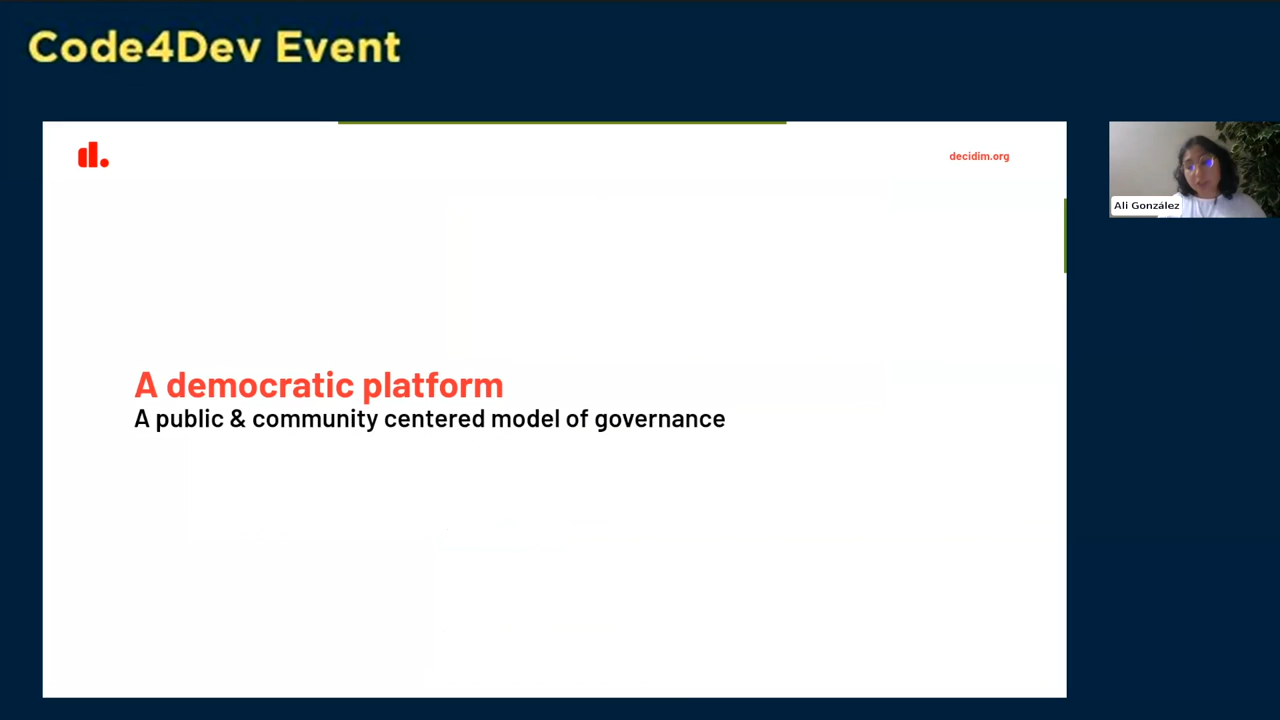 Code4Dev Event
d.
decidim.org
Ali González
A democratic platform
A public & community centered model of governance